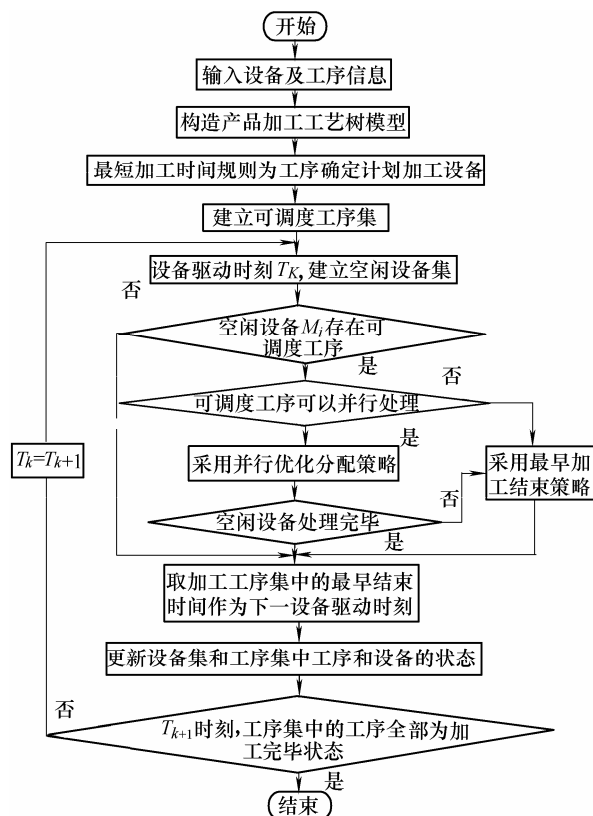 开始
输入设备及工序信息
构造产品加工工艺树模型
最短加工时间规则为工序确定计划加工设备
建立可调度工序集
设备驱动时刻TK,建立空闲设备集
否
空闲设备Mi存在可
调度工序
是
否
可调度工序可以并行处理
是
Tk=Tk+1
采用并行优化分配策略
采用最早加
工结束策略
否
空闲设备处理完毕
是
取加工工序集中的最早结束
时间作为下一设备驱动时刻
更新设备集和工序集中工序和设备的状态
否
Tk+1时刻,工序集中的工序全部为加
工完毕状态
是
结束